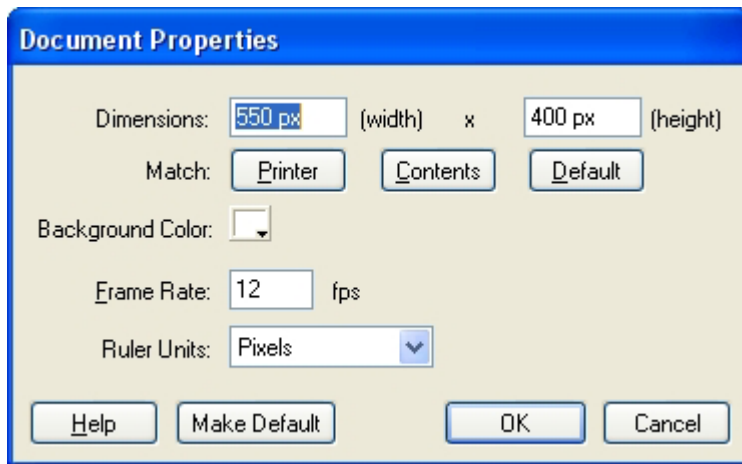 Document Properties
Dimensions: 550 px (width) x 400 px (height)
Match: Printer Contents Default
Background Color:
Frame Rate: 12 fps
Ruler Units: Pixels
Help Make Default OK Cancel